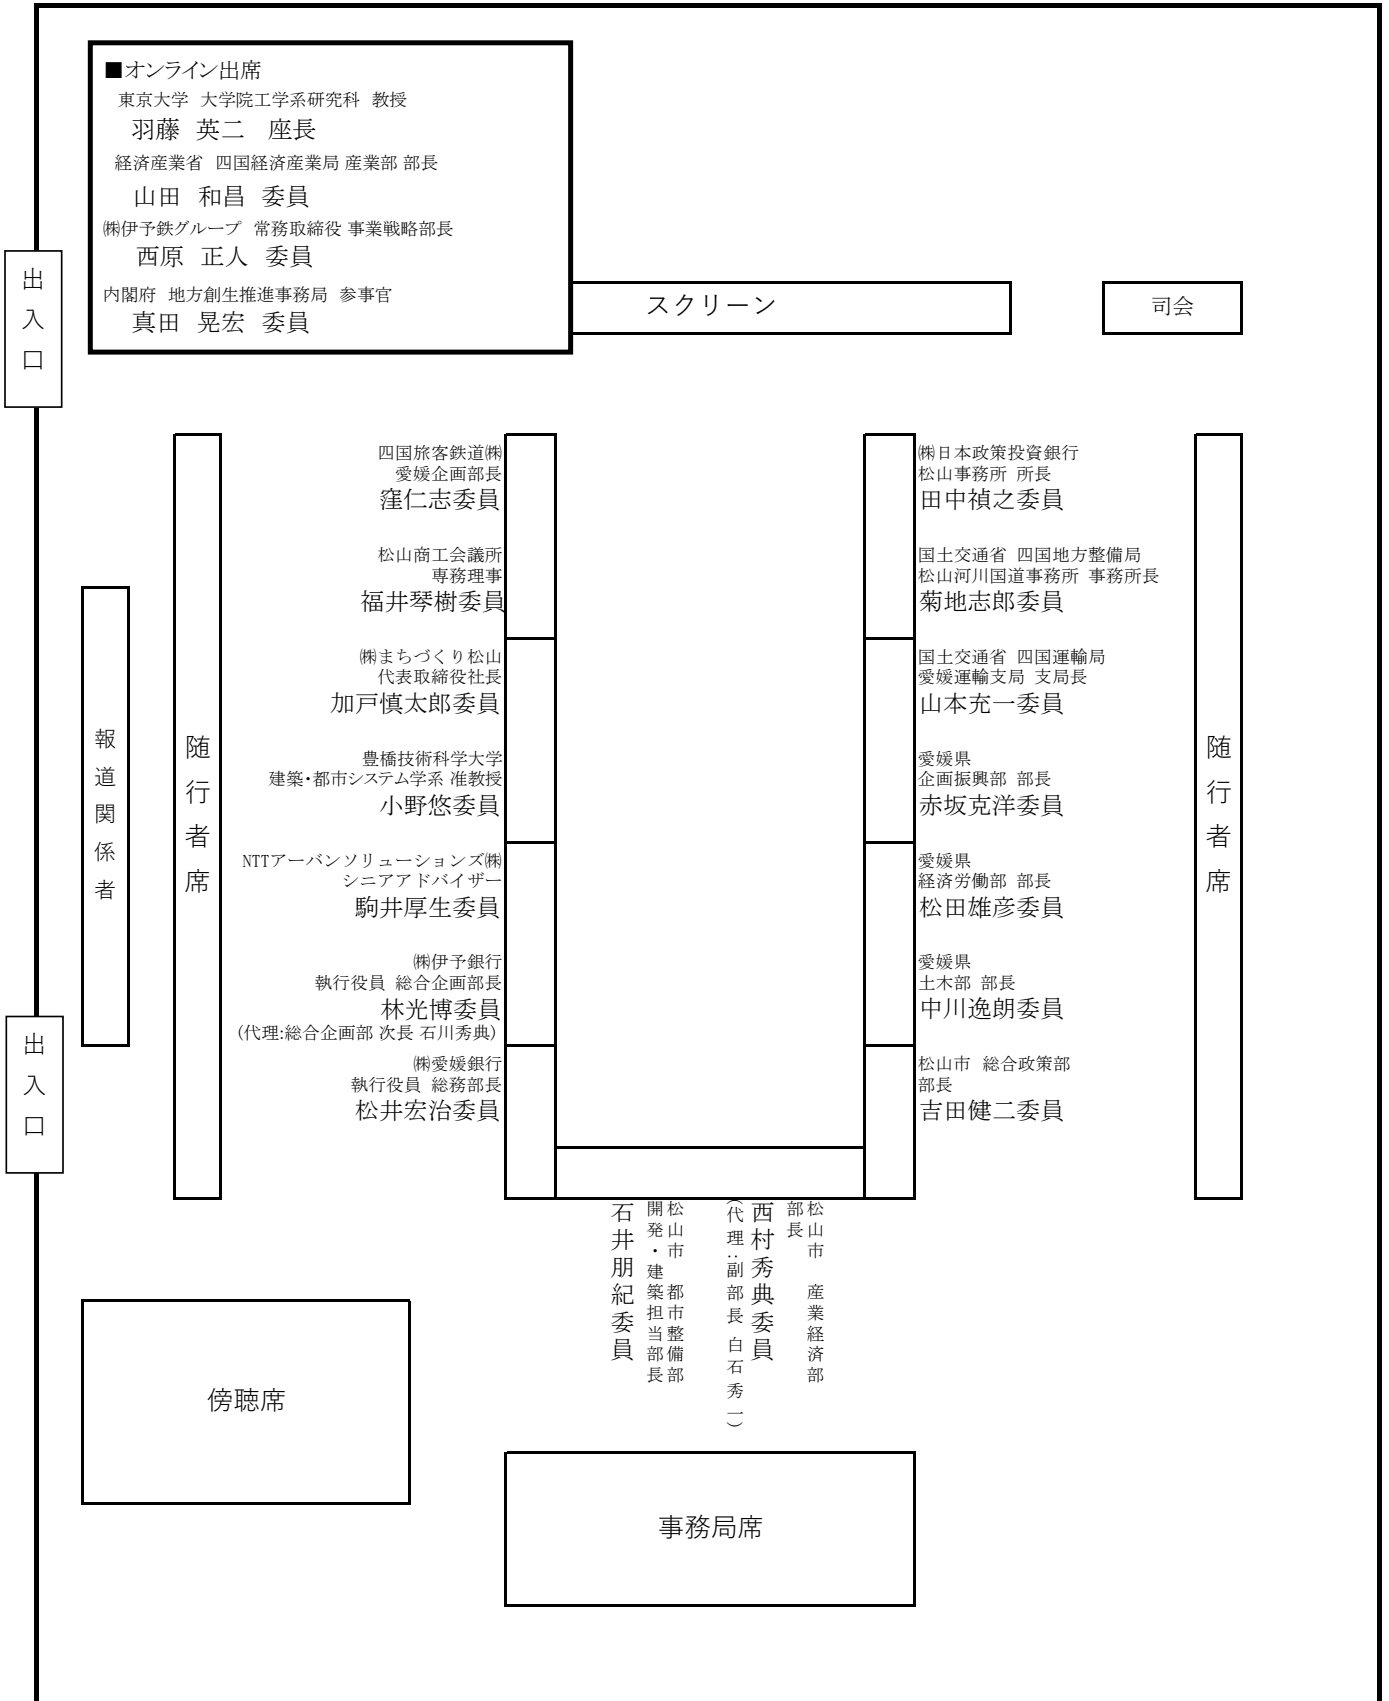 ■オンライン出席
東京大学 大学院工学系研究科 教授
羽藤 英二 座長
経済産業省 四国経済産業局 産業部 部長
山田 和昌 委員
㈱伊予鉄グループ 常務取締役 事業戦略部長
西原 正人 委員
内閣府 地方創生推進事務局 参事官
真田 晃宏 委員
出入口
スクリーン
司会
四国旅客鉄道㈱
愛媛企画部長
窪仁志委員
松山商工会議所
専務理事
福井琴樹委員
㈱まちづくり松山
代表取締役社長
加戸慎太郎委員
豊橋技術科学大学
建築・都市システム学系 准教授
小野悠委員
NTTアーバンソリューションズ㈱
シニアアドバイザー
駒井厚生委員
㈱伊予銀行
執行役員 総合企画部長
林光博委員
(代理:総合企画部 次長 石川秀典)
㈱愛媛銀行
執行役員 総務部長
松井宏治委員
㈱日本政策投資銀行
松山事務所 所長
田中禎之委員
国土交通省 四国地方整備局
松山河川国道事務所 事務所長
菊地志郎委員
国土交通省 四国運輸局
愛媛運輸支局 支局長
山本充一委員
愛媛県
企画振興部 部長
赤坂克洋委員
愛媛県
経済労働部 部長
松田雄彦委員
愛媛県
土木部 部長
中川逸朗委員
松山市 総合政策部
部長
吉田健二委員
報道関係者
随行者席
随行者席
出入口
松山市 産業経済部
部長
西村秀典委員
(代理:副部長 白石秀一)
松山市 都市整備部
開発・建築担当部長
石井朋紀委員
傍聴席
事務局席